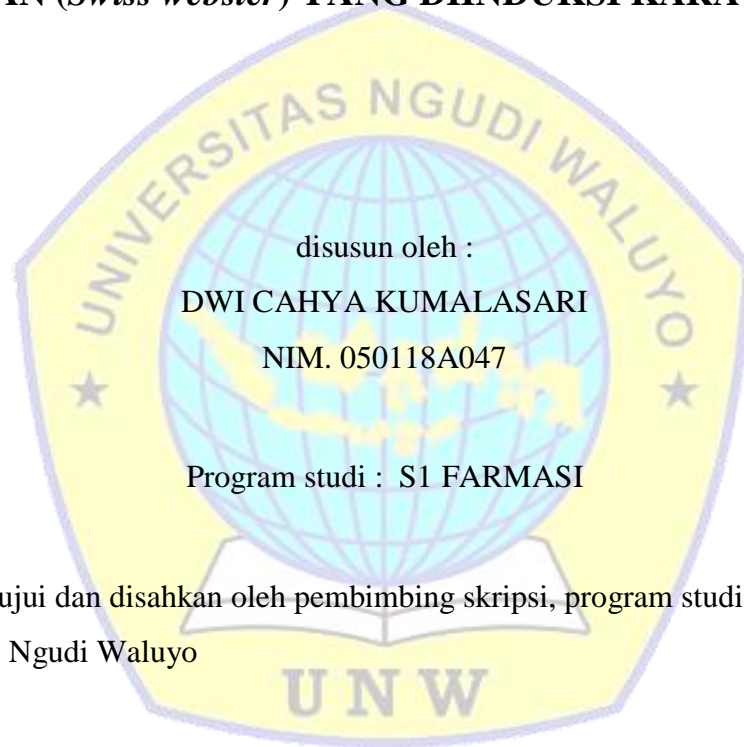 AN (Swiss webster) YANG DIINDUKSI KARA
UNIVERSITAS NGUDI WALUYO
disusun oleh :
DWI CAHYA KUMALASARI
NIM. 050118A047
Program studi : S1 FARMASI
ujui dan disahkan oleh pembimbing skripsi, program studi
Ngudi Waluyo
UNW